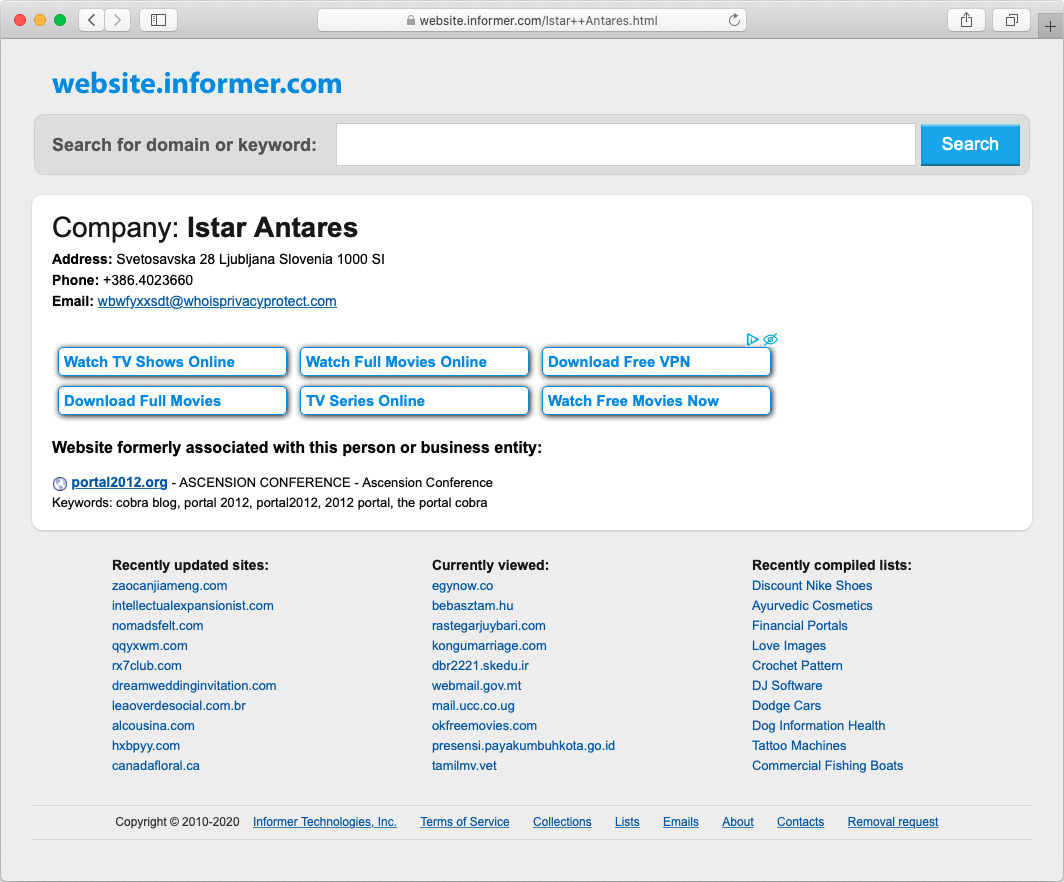 website.informer.com/Istar++Antares.html
website.informer.com
Search for domain or keyword:
Search
Company: Istar Antares
Address: Svetosavska 28 Ljubljana Slovenia 1000 SI
Phone: +386.4023660
Email: wbwfyxxsdt@whoisprivacyprotect.com
Watch TV Shows Online
Watch Full Movies Online
Download Free VPN
Download Full Movies
TV Series Online
Watch Free Movies Now
Website formerly associated with this person or business entity:
portal2012.org - ASCENSION CONFERENCE - Ascension Conference
Keywords: cobra blog, portal 2012, portal2012, 2012 portal, the portal cobra
Recently updated sites:
zaocanjiameng.com
intellectualexpansionist.com
nomadsfelt.com
qqyxwm.com
rx7club.com
dreamweddinginvitation.com
leaoverdesocial.com.br
alcousina.com
hxbpyy.com
canadafloral.ca
Currently viewed:
egynow.co
bebasztam.hu
rastegarjuybari.com
kongumarriage.com
dbr2221.skedu.ir
webmail.gov.mt
mail.ucc.co.ug
okfreemovies.com
presensi.payakumbuhkota.go.id
tamilmv.vet
Recently compiled lists:
Discount Nike Shoes
Ayurvedic Cosmetics
Financial Portals
Love Images
Crochet Pattern
DJ Software
Dodge Cars
Dog Information Health
Tattoo Machines
Commercial Fishing Boats
Copyright © 2010-2020 Informer Technologies, Inc. Terms of Service Collections Lists Emails About Contacts Removal request